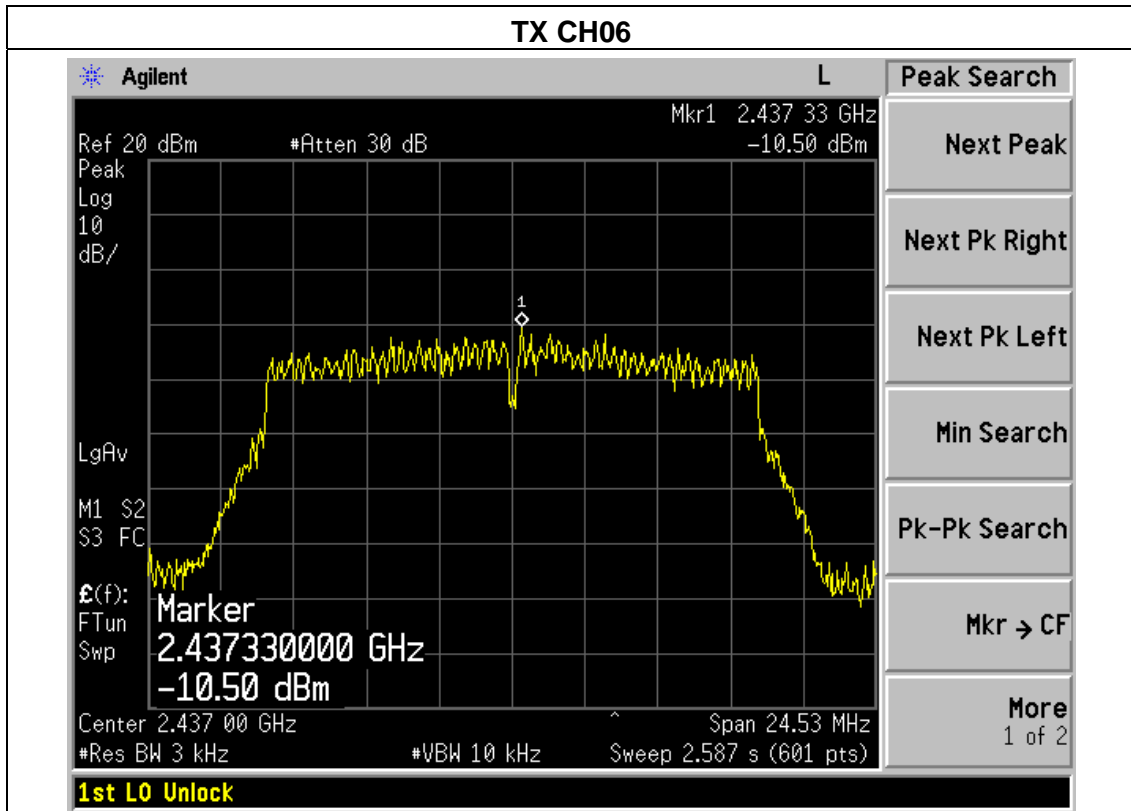 TX CH06
Agilent L Peak Search
Mkr1 2.437 33 GHz
Ref 20 dBm #Atten 30 dB -10.50 dBm
Peak
Log
10
dB/
1
LgAv
M1 S2
S3 FC
£(f):
FTun
Swp
Marker
2.437330000 GHz
-10.50 dBm
Center 2.437 00 GHz ^ Span 24.53 MHz
#Res BW 3 kHz #VBW 10 kHz Sweep 2.587 s (601 pts)
1st LO Unlock
Next Peak
Next Pk Right
Next Pk Left
Min Search
Pk-Pk Search
Mkr → CF
More
1 of 2